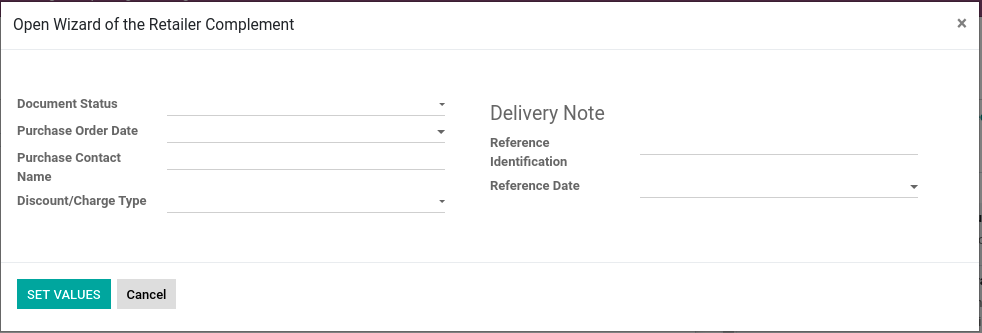 Open Wizard of the Retailer Complement
×
Document Status
Purchase Order Date
Purchase Contact
Name
Discount/Charge Type
Delivery Note
Reference
Identification
Reference Date
SET VALUES
Cancel